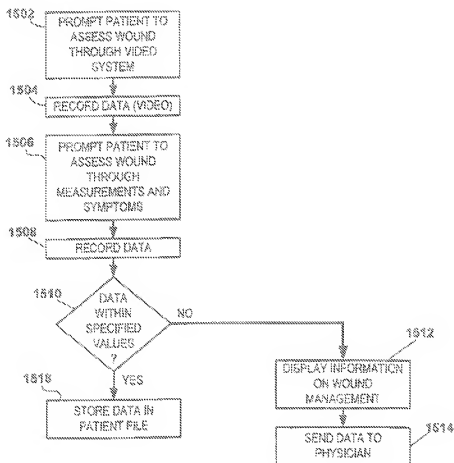 1502
PROMPT PATIENT TO
ASSESS WOUND
THROUGH VIDEO
SYSTEM
1504
RECORD DATA (VIDEO)
1506
PROMPT PATIENT TO
ASSESS WOUND
THROUGH
MEASUREMENTS AND
SYMPTOMS
1508
RECORD DATA
1510
DATA
WITHIN
SPECIFIED
VALUES
?
NO
YES
1512
DISPLAY INFORMATION
ON WOUND
MANAGEMENT
1514
SEND DATA TO
PHYSICIAN
1515
STORE DATA IN
PATIENT FILE